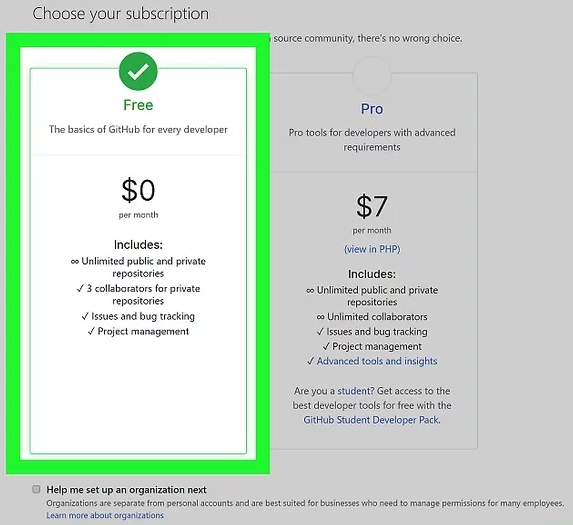 Choose your subscription
source community, there's no wrong choice.
Free
The basics of GitHub for every developer
$0
per month
Includes:
∞ Unlimited public and private
repositories
✓ 3 collaborators for private
repositories
✓ Issues and bug tracking
✓ Project management
Pro
Pro tools for developers with advanced
requirements
$7
per month
(view in PHP)
Includes:
∞ Unlimited public and private
repositories
∞ Unlimited collaborators
✓ Issues and bug tracking
✓ Project management
✓ Advanced tools and insights
Are you a student? Get access to the
best developer tools for free with the
GitHub Student Developer Pack.
Help me set up an organization next
Organizations are separate from personal accounts and are best suited for businesses who need to manage permissions for many employees.
Learn more about organizations